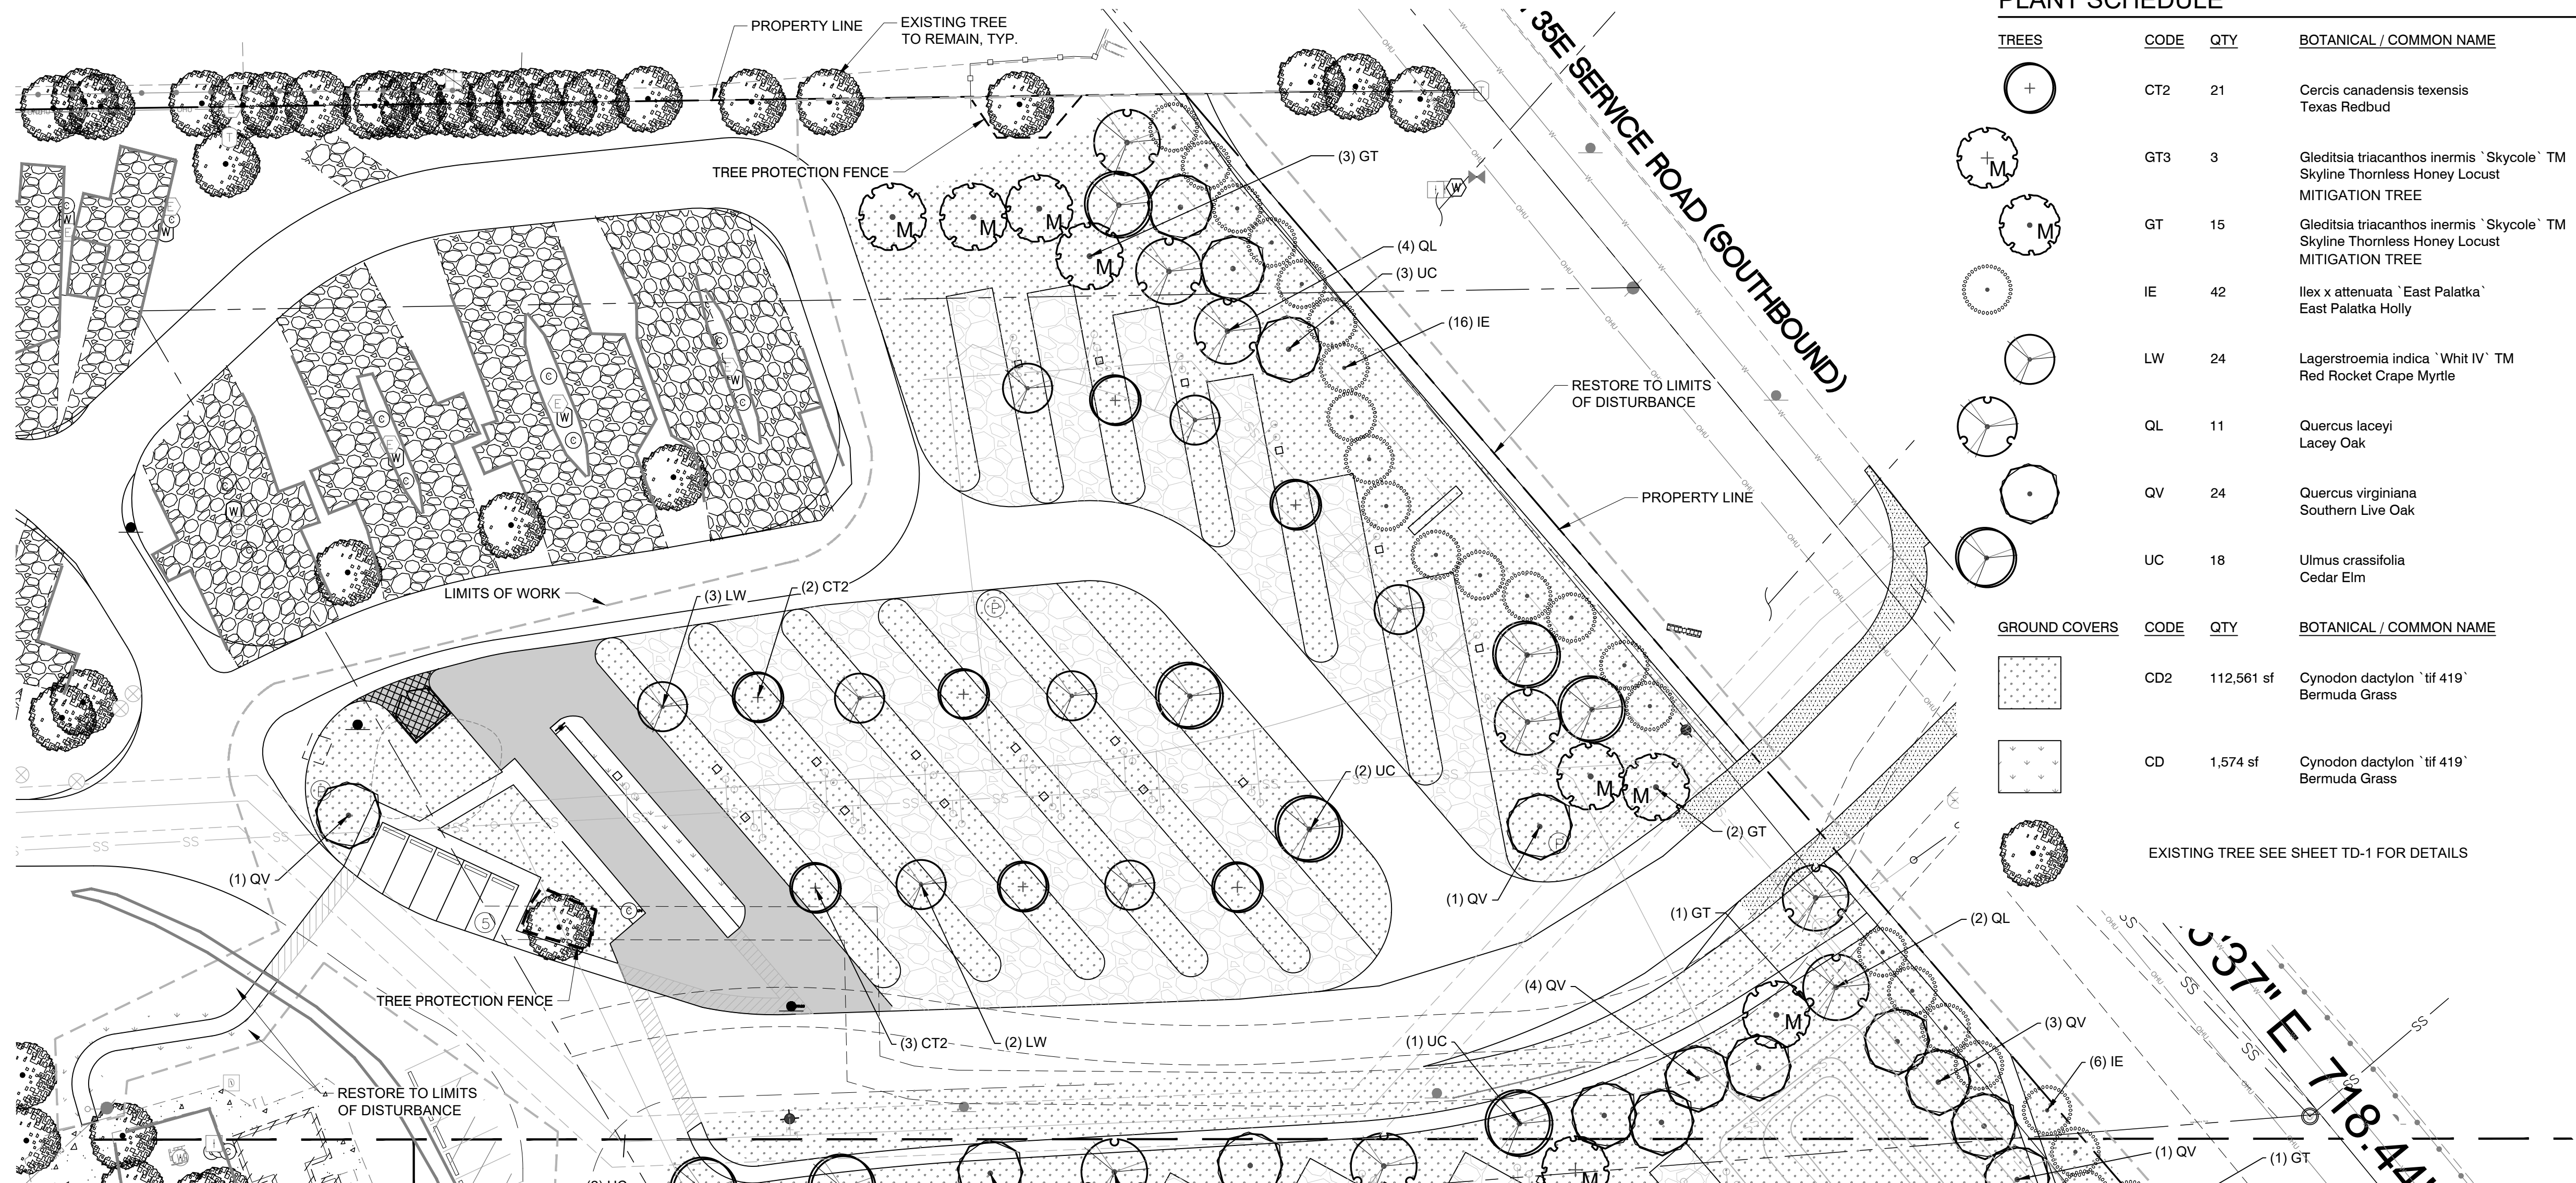 PROPERTY LINE
EXISTING TREE
TO REMAIN, TYP.
TREE PROTECTION FENCE
(3) GT
(4) QL
(3) UC
(16) IE
35E SERVICE ROAD (SOUTHBOUND)
RESTORE TO LIMITS
OF DISTURBANCE
PROPERTY LINE
LIMITS OF WORK
(3) LW
(2) CT2
(2) UC
(2) GT
(1) QV
(1) QV
(1) GT
(2) QL
(4) QV
(3) QV
(1) UC
(6) IE
(3) CT2
(2) LW
TREE PROTECTION FENCE
RESTORE TO LIMITS
OF DISTURBANCE
(1) QV
(1) GT
5
M
M
M
M
M
M
M
M
SS
SS
SS
SS
OHU
OHU
OHU
W
W
W
'37" E 718.44'
PLANT SCHEDULE
TREES CODE QTY BOTANICAL / COMMON NAME
CT2 21 Cercis canadensis texensis
Texas Redbud
M GT3 3 Gleditsia triacanthos inermis `Skycole` TM
Skyline Thornless Honey Locust
MITIGATION TREE
M GT 15 Gleditsia triacanthos inermis `Skycole` TM
Skyline Thornless Honey Locust
MITIGATION TREE
IE 42 Ilex x attenuata `East Palatka`
East Palatka Holly
LW 24 Lagerstroemia indica `Whit IV` TM
Red Rocket Crape Myrtle
QL 11 Quercus laceyi
Lacey Oak
QV 24 Quercus virginiana
Southern Live Oak
UC 18 Ulmus crassifolia
Cedar Elm
GROUND COVERS CODE QTY BOTANICAL / COMMON NAME
CD2 112,561 sf Cynodon dactylon `tif 419`
Bermuda Grass
CD 1,574 sf Cynodon dactylon `tif 419`
Bermuda Grass
EXISTING TREE SEE SHEET TD-1 FOR DETAILS